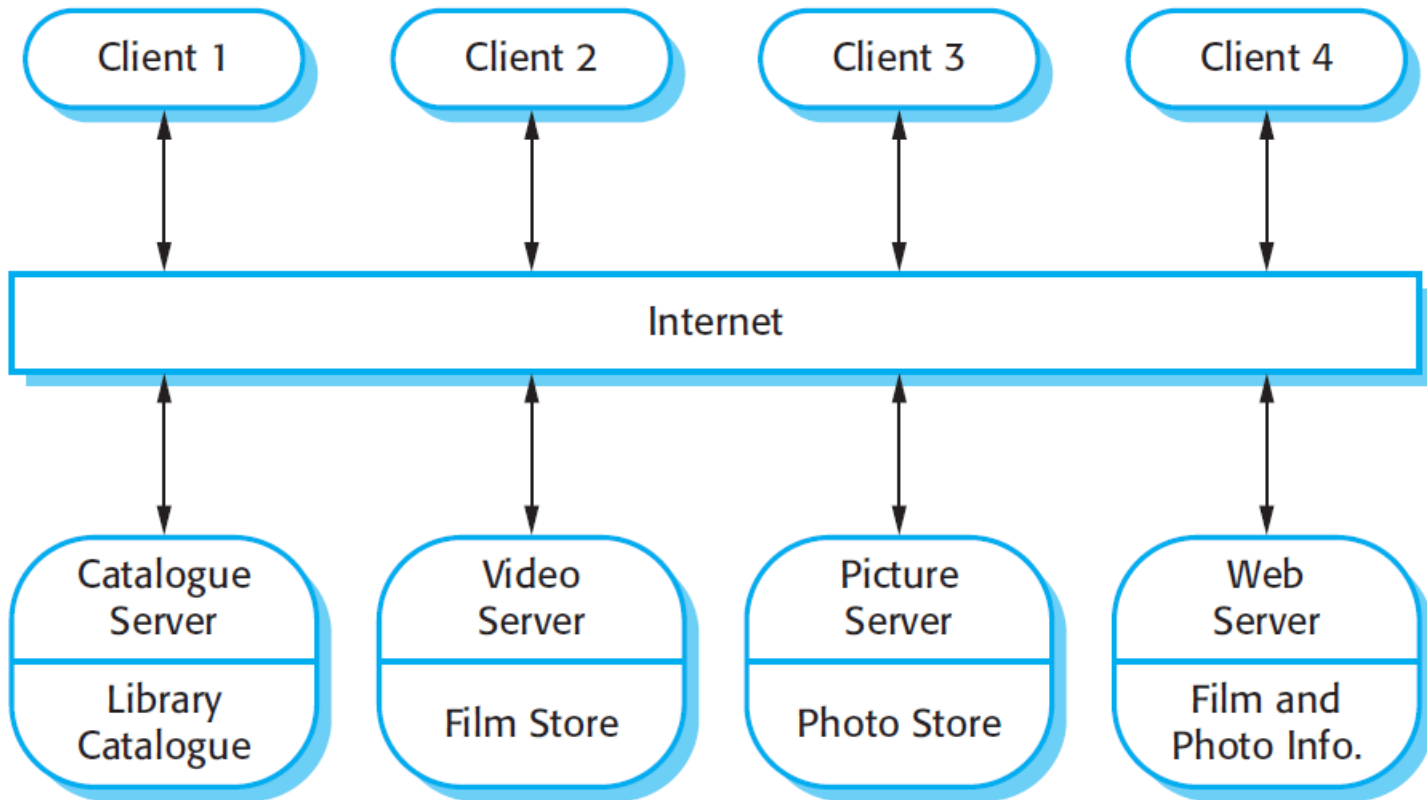 Client 1
Client 2
Client 3
Client 4
Internet
Catalogue
Server
Library
Catalogue
Video
Server
Film Store
Picture
Server
Photo Store
Web
Server
Film and
Photo Info.